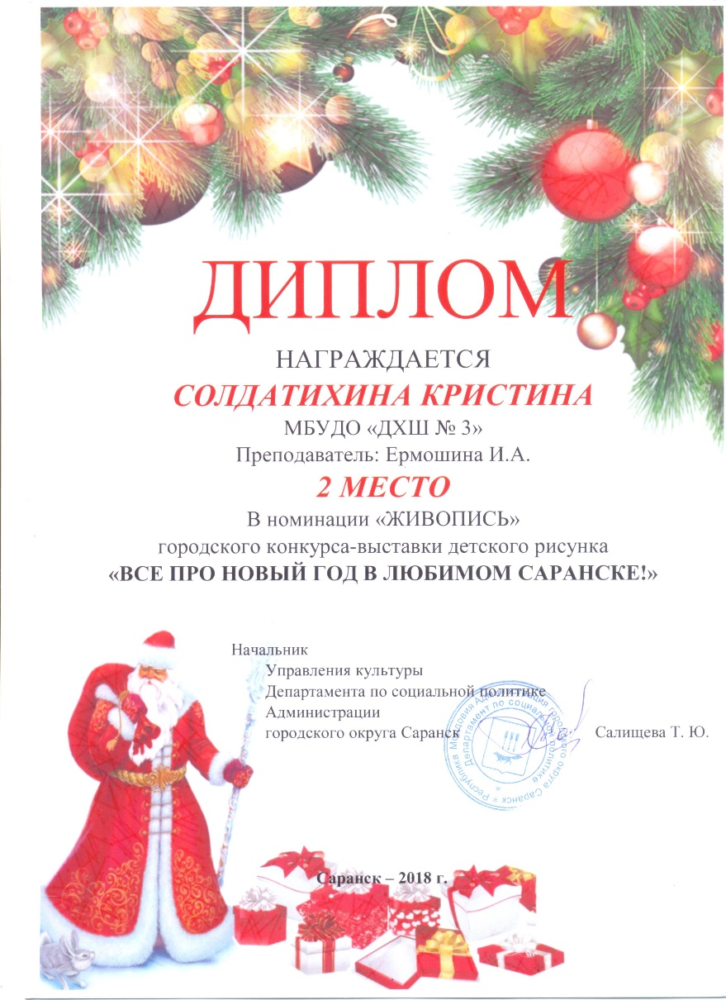 ДИПЛОМ
НАГРАЖДАЕТСЯ
СОЛДАТИХИНА КРИСТИНА
МБУДО «ДХШ № 3»
Преподаватель: Ермошина И.А.
2 МЕСТО
В номинации «ЖИВОПИСЬ»
городского конкурса-выставки детского рисунка
«ВСЕ ПРО НОВЫЙ ГОД В ЛЮБИМОМ САРАНСКЕ!»
Начальник
Управления культуры
Департамента по социальной политике
Администрации
городского округа Саранск
Салищева Т. Ю.
Республика Мордовия Администрация городского округа Саранск *
Департамент по социальной политике *
Саранск – 2018 г.